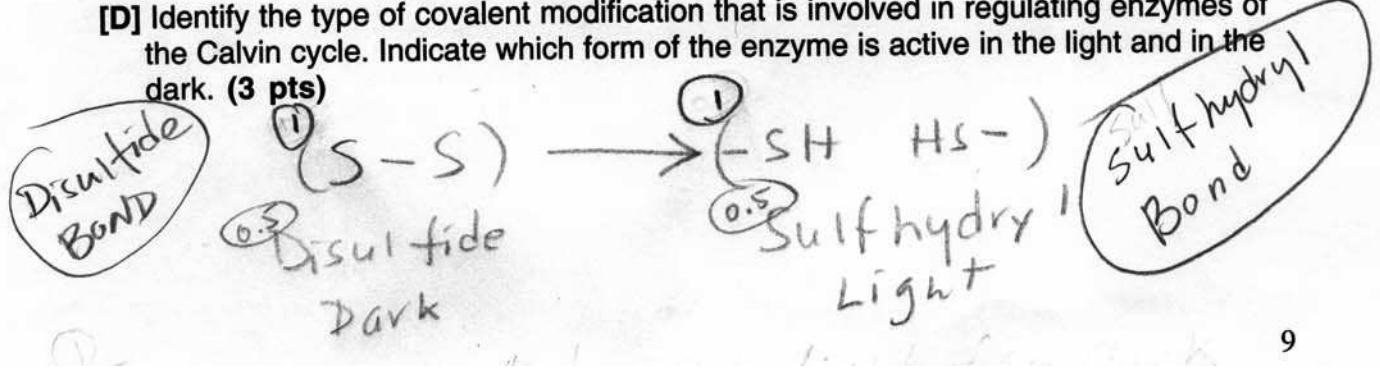 [D] Identify the type of covalent modification that is involved in regulating enzymes of
the Calvin cycle. Indicate which form of the enzyme is active in the light and in the
dark. (3 pts)
Disulfide
BOND
1
(S-S) → (-SH HS-)
1
0.5
Disulfide
Dark
0.5
Sulfhydryl
Light
Sulfhydryl
Bond
9